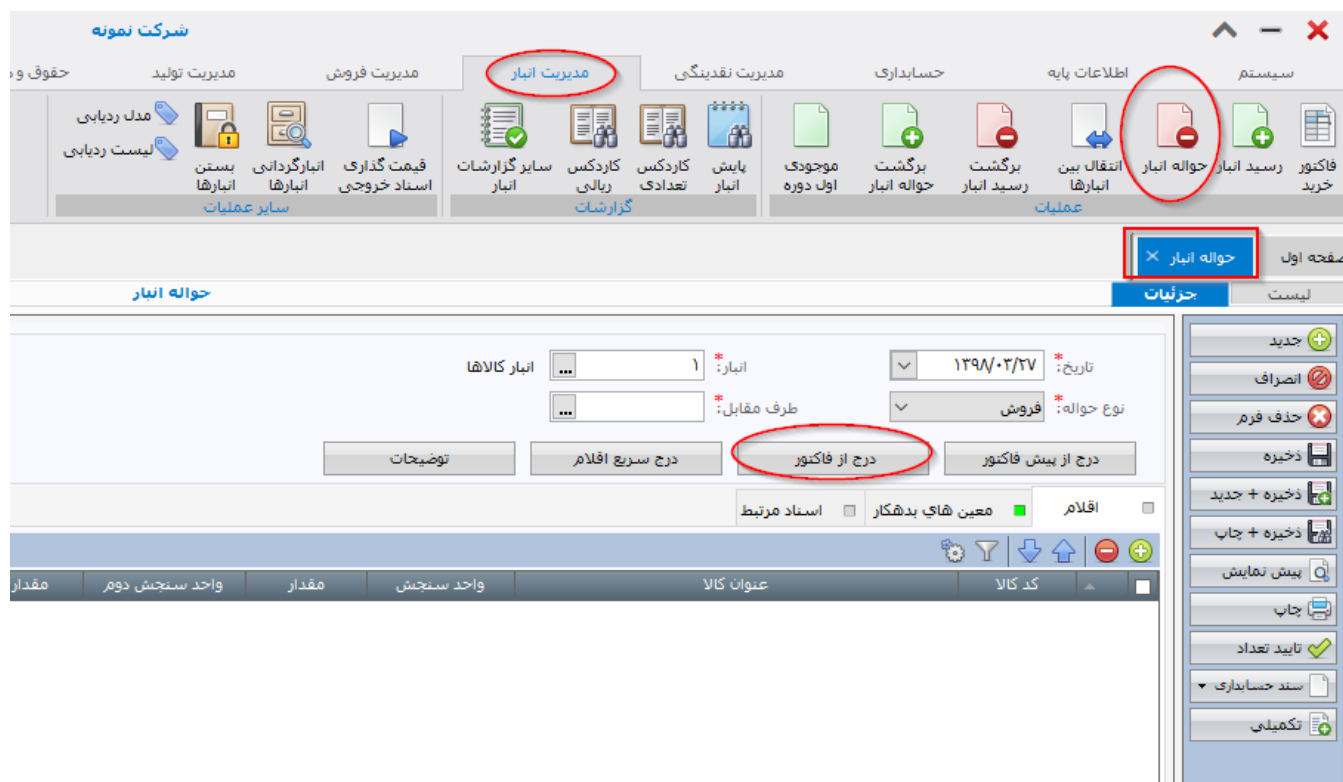 شرکت نمونه
سیستم
اطلاعات پایه
حسابداری
مدیریت نقدینگی
مدیریت انبار
مدیریت فروش
مدیریت تولید
حقوق و
فاکتور خرید
رسید انبار
حواله انبار
انتقال بین انبارها
برگشت رسید انبار
برگشت حواله انبار
موجودی اول دوره
پایش انبار
کاردکس تعدادی
کاردکس ریالی
سایر گزارشات انبار
قیمت گذاری اسناد خروجی
انبارگردانی انبارها
بستن انبارها
مدل ردیابی
لیست ردیابی
عملیات
گزارشات
سایر عملیات
صفحه اول
حواله انبار
لیست
جزئیات
حواله انبار
جدید
انصراف
حذف فرم
ذخیره
ذخیره + جدید
ذخیره + چاپ
پیش نمایش
چاپ
تایید تعداد
سند حسابداری
تکمیلی
تاریخ:* ۱۳۹۸/۰۳/۲۷
انبار:* ۱ ... انبار کالاها
نوع حواله:* فروش
طرف مقابل:* ...
درج از پیش فاکتور
درج از فاکتور
درج سریع اقلام
توضیحات
اقلام
معین های بدهکار
اسناد مرتبط
کد کالا
عنوان کالا
واحد سنجش
مقدار
واحد سنجش دوم
مقدار